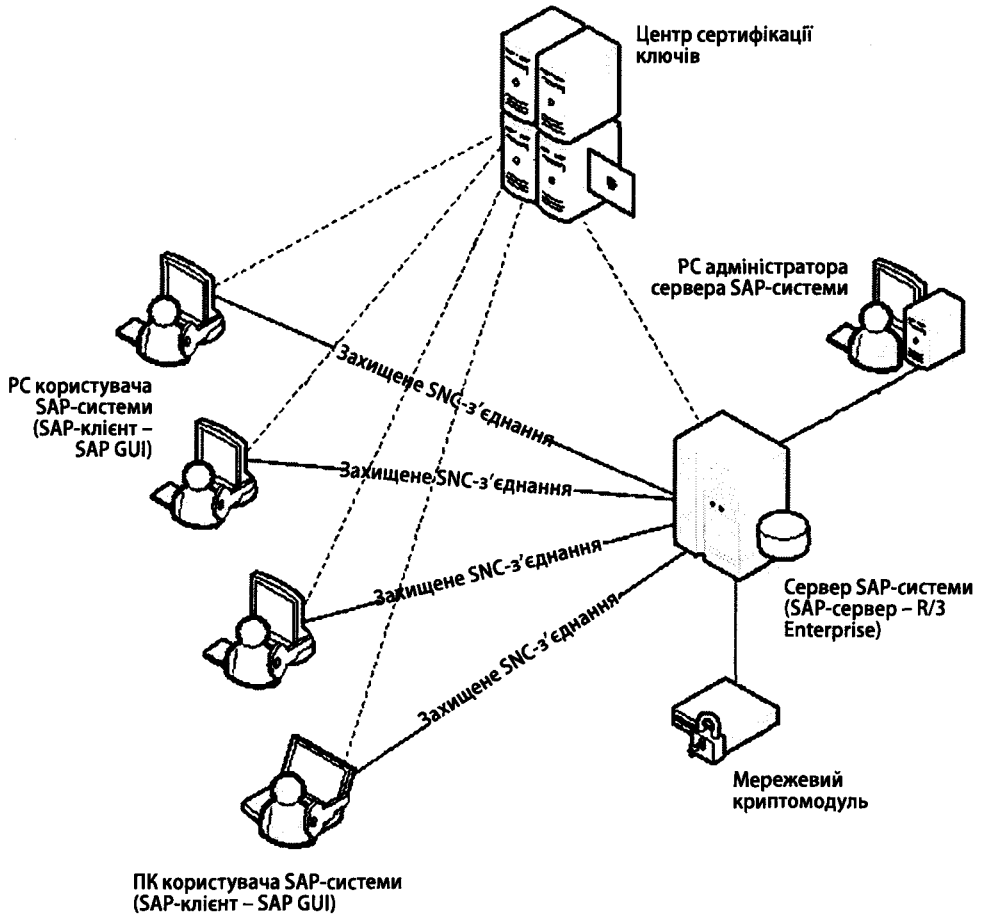 Центр сертифікації
ключів
РС адміністратора
сервера SAP-системи
РС користувача
SAP-системи
(SAP-клієнт –
SAP GUI)
Захищене SNC-з’єднання
Захищене SNC-з’єднання
Захищене SNC-з’єднання
Захищене SNC-з’єднання
Сервер SAP-системи
(SAP-сервер – R/3
Enterprise)
Мережевий
криптомодуль
ПК користувача SAP-системи
(SAP-клієнт – SAP GUI)